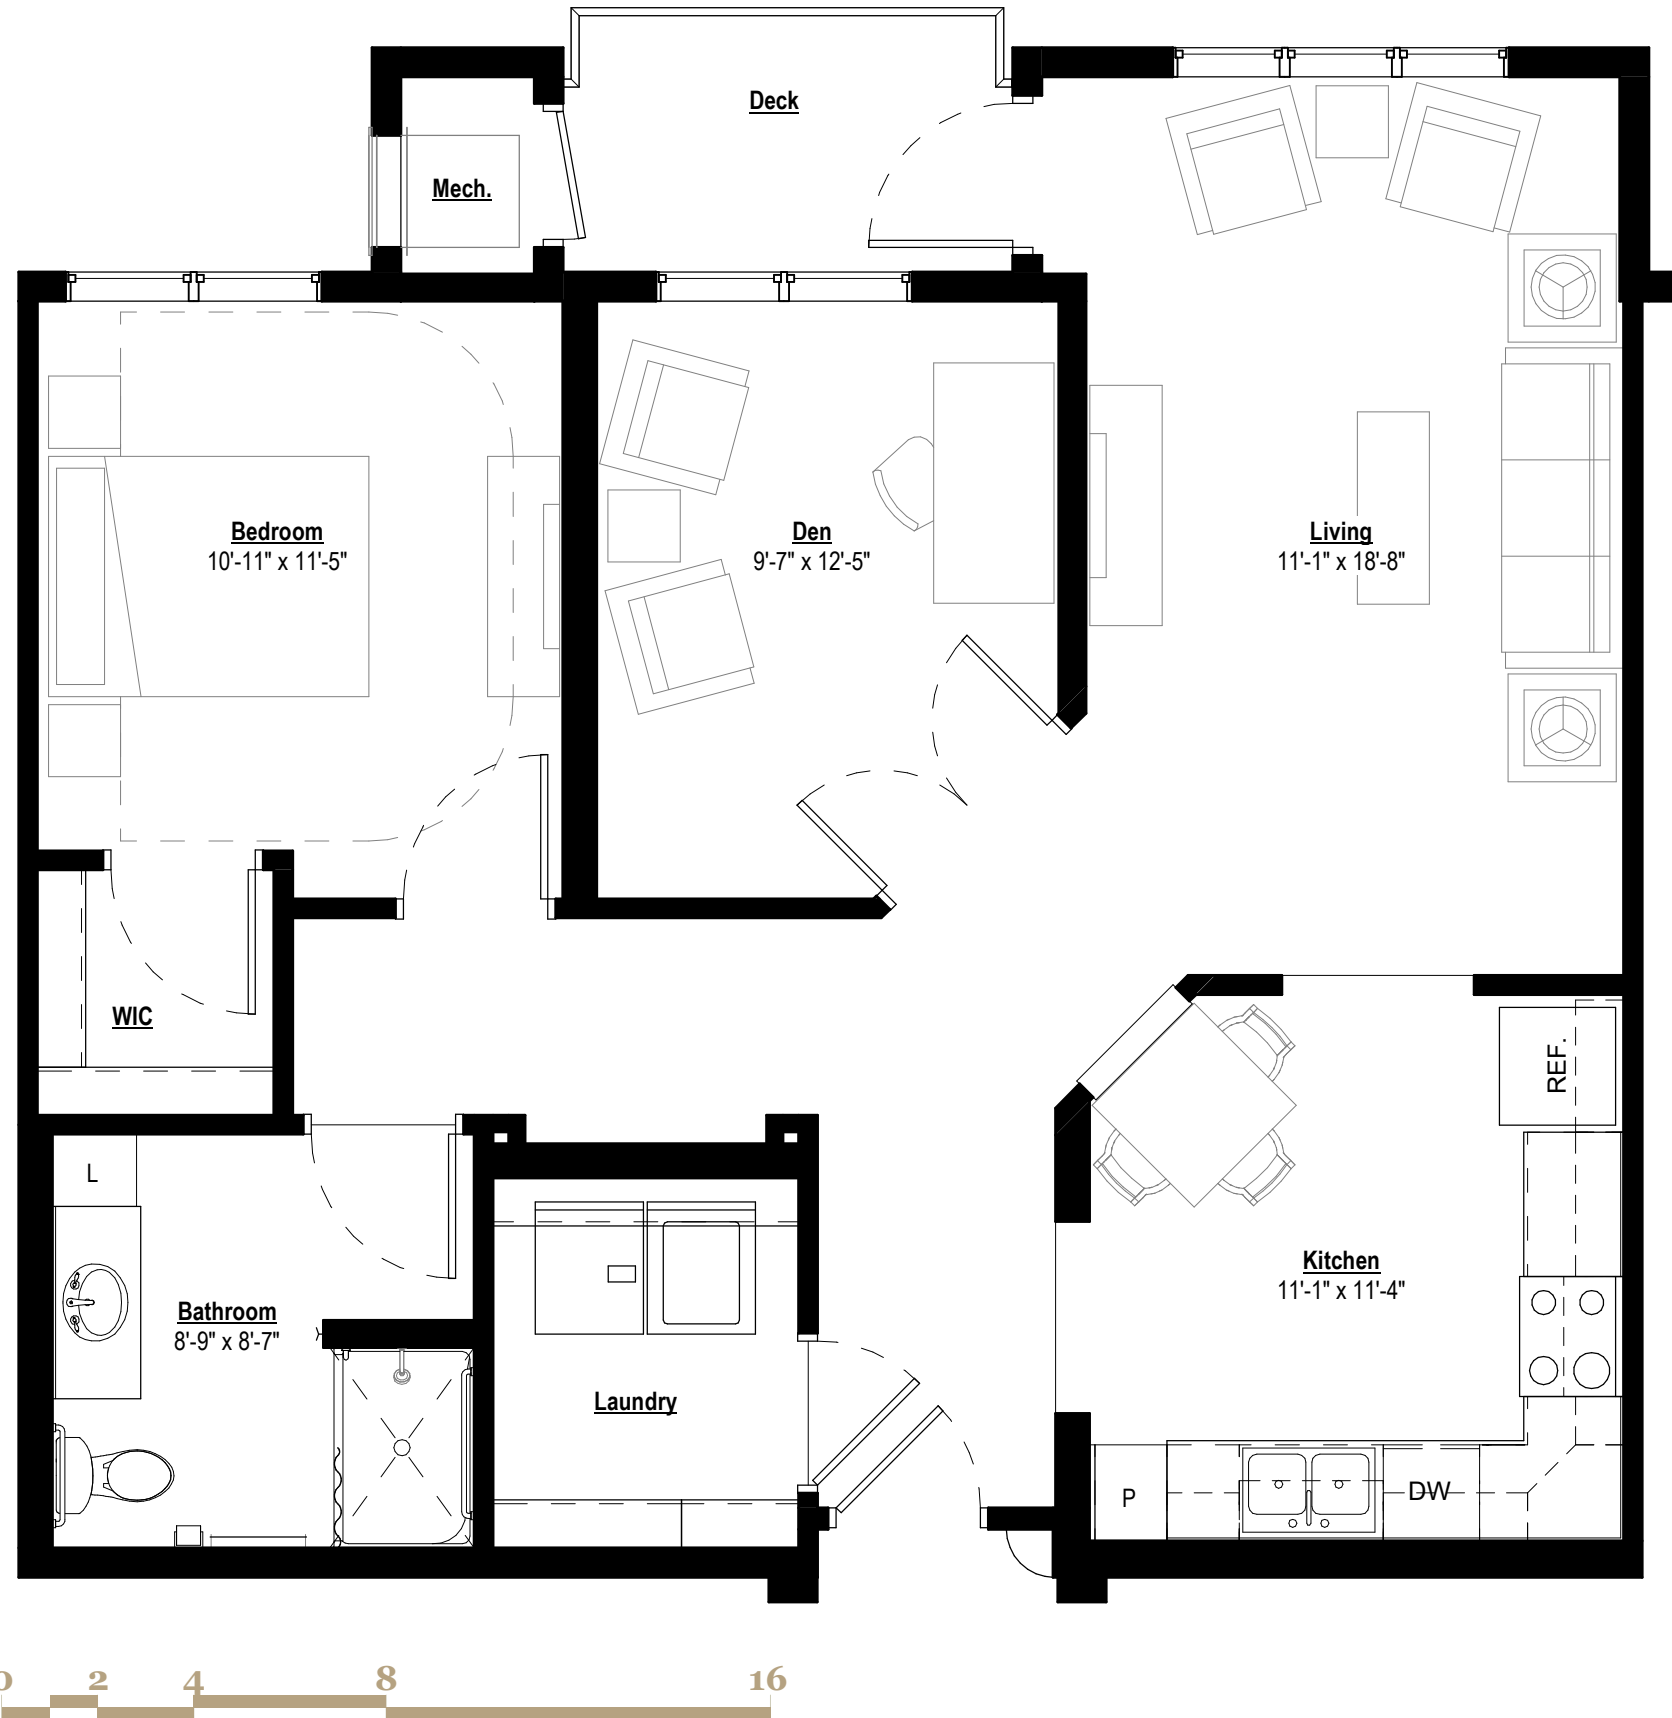 Deck
Mech.
Bedroom
10'-11" x 11'-5"
Den
9'-7" x 12'-5"
Living
11'-1" x 18'-8"
WIC
REF.
L
Kitchen
11'-1" x 11'-4"
Bathroom
8'-9" x 8'-7"
Laundry
P
DW
0 2 4 8 16